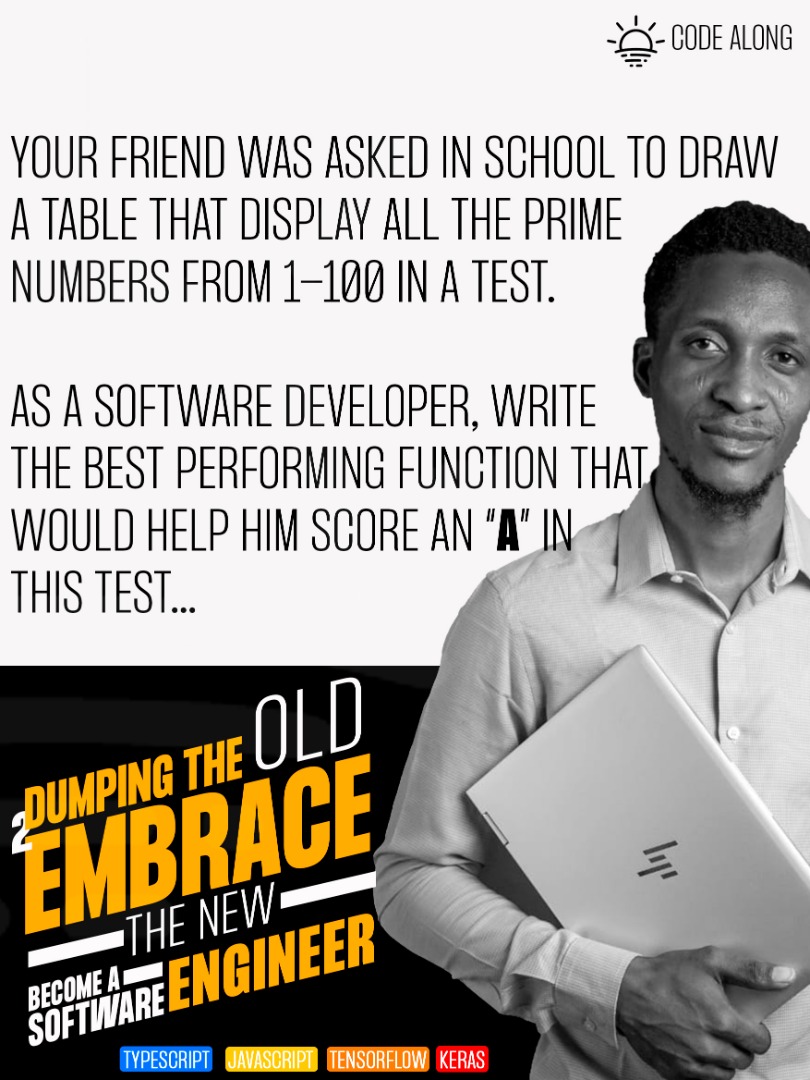 CODE ALONG
YOUR FRIEND WAS ASKED IN SCHOOL TO DRAW
A TABLE THAT DISPLAY ALL THE PRIME
NUMBERS FROM 1–100 IN A TEST.
AS A SOFTWARE DEVELOPER, WRITE
THE BEST PERFORMING FUNCTION THAT
WOULD HELP HIM SCORE AN "A" IN
THIS TEST...
DUMPING THE OLD
2
EMBRACE
THE NEW
BECOME A
SOFTWARE ENGINEER
TYPESCRIPT JAVASCRIPT TENSORFLOW KERAS